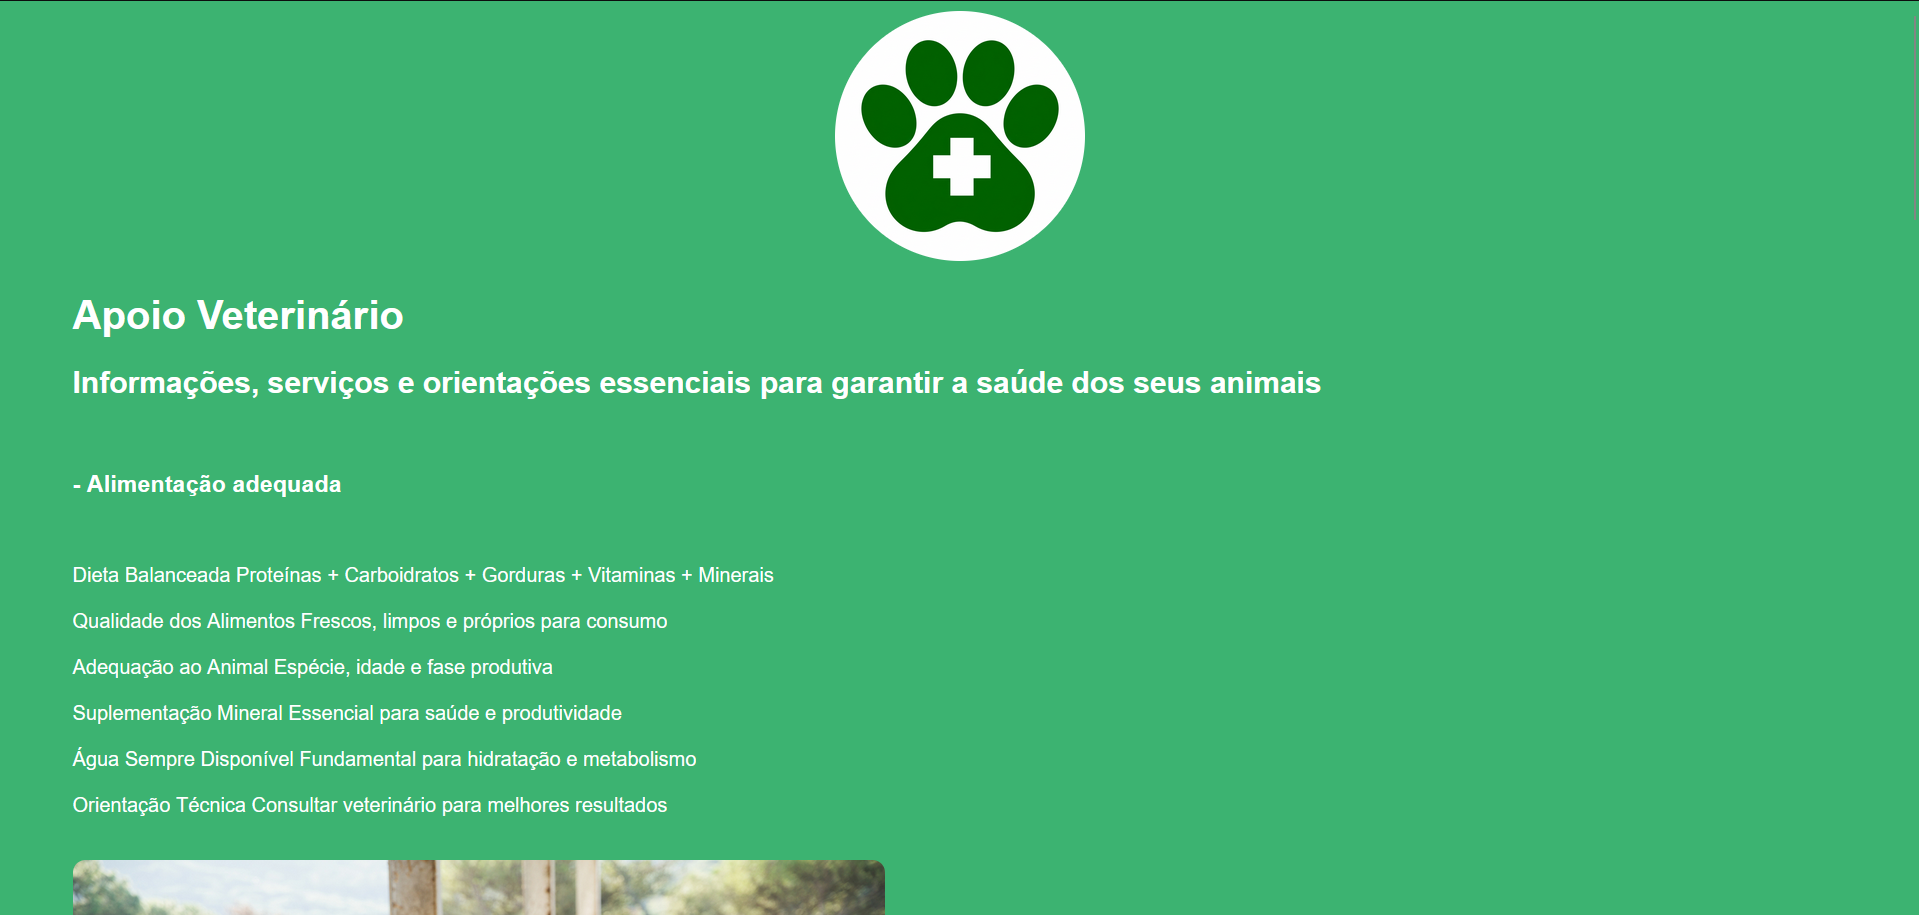 Apoio Veterinário
Informações, serviços e orientações essenciais para garantir a saúde dos seus animais
- Alimentação adequada
Dieta Balanceada Proteínas + Carboidratos + Gorduras + Vitaminas + Minerais
Qualidade dos Alimentos Frescos, limpos e próprios para consumo
Adequação ao Animal Espécie, idade e fase produtiva
Suplementação Mineral Essencial para saúde e produtividade
Água Sempre Disponível Fundamental para hidratação e metabolismo
Orientação Técnica Consultar veterinário para melhores resultados